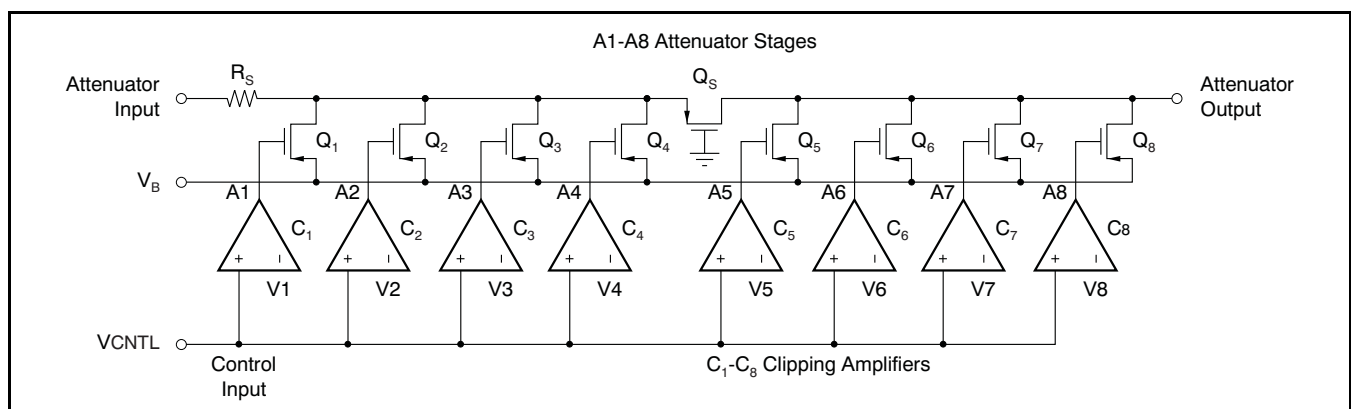 A1-A8 Attenuator Stages
Attenuator
Input
R_S
Q_S
Attenuator
Output
Q_1
Q_2
Q_3
Q_4
Q_5
Q_6
Q_7
Q_8
V_B
A1
A2
A3
A4
A5
A6
A7
A8
C_1
C_2
C_3
C_4
C_5
C_6
C_7
C_8
+ –
+ –
+ –
+ –
+ –
+ –
+ –
+ –
V1
V2
V3
V4
V5
V6
V7
V8
VCNTL
Control
Input
C_1-C_8 Clipping Amplifiers